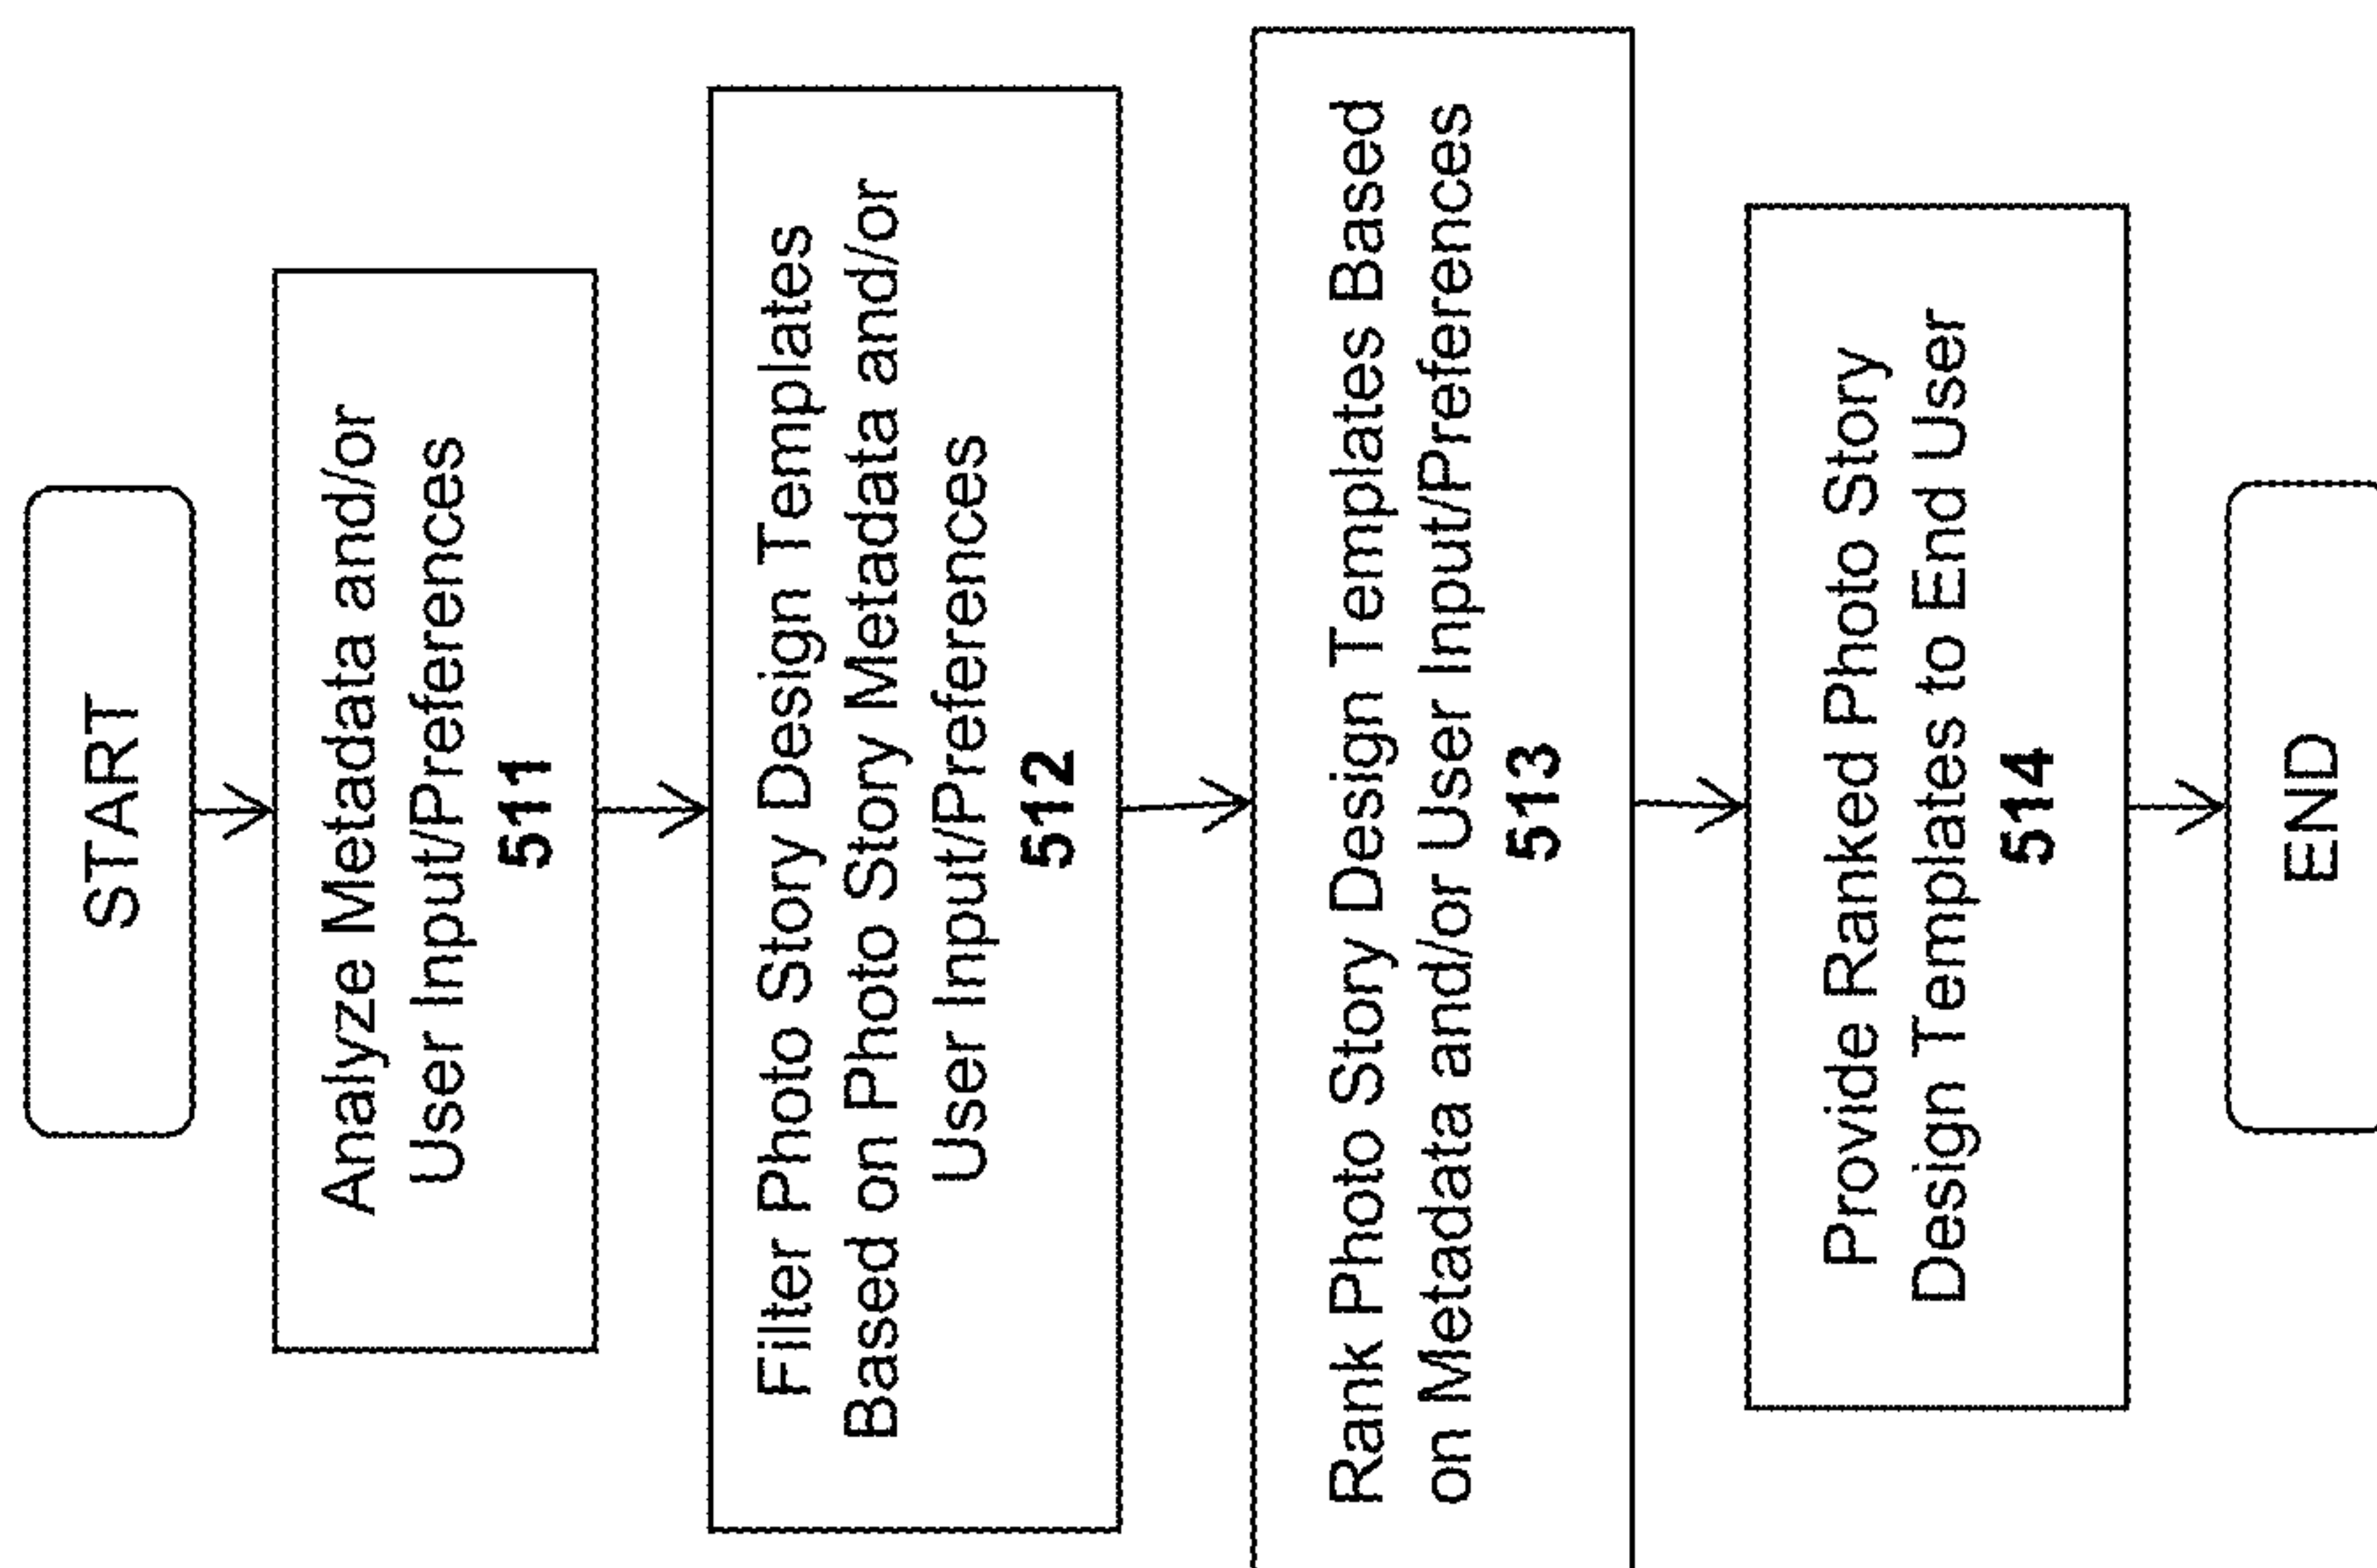 START
Analyze Metadata and/or
User Input/Preferences
511
Filter Photo Story Design Templates
Based on Photo Story Metadata and/or
User Input/Preferences
512
Rank Photo Story Design Templates Based
on Metadata and/or User Input/Preferences
513
Provide Ranked Photo Story
Design Templates to End User
514
END